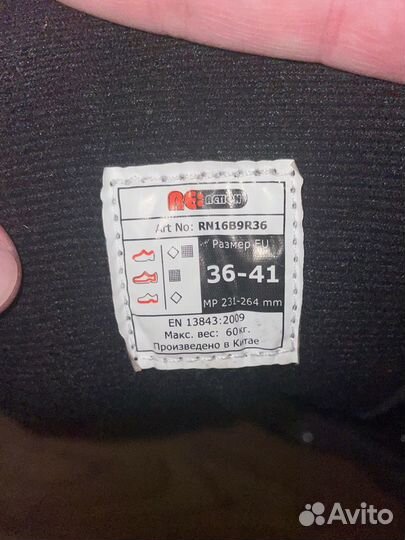 ACTION
Art No: RN16B9R36
Размер EU
36-41
MP 231-264 mm
EN 13843:2009
Макс. вес: 60кг.
Произведено в Китае
Avito